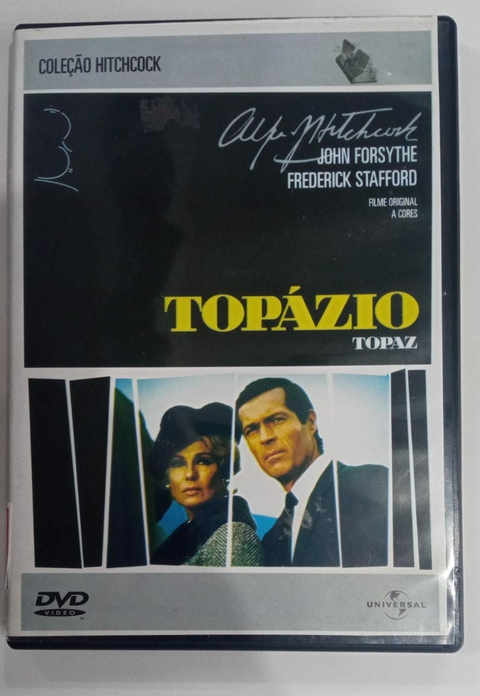 COLEÇÃO HITCHCOCK
Alfred Hitchcock
JOHN FORSYTHE
FREDERICK STAFFORD
FILME ORIGINAL
A CORES
TOPÁZIO
TOPAZ
DVD
VIDEO
UNIVERSAL